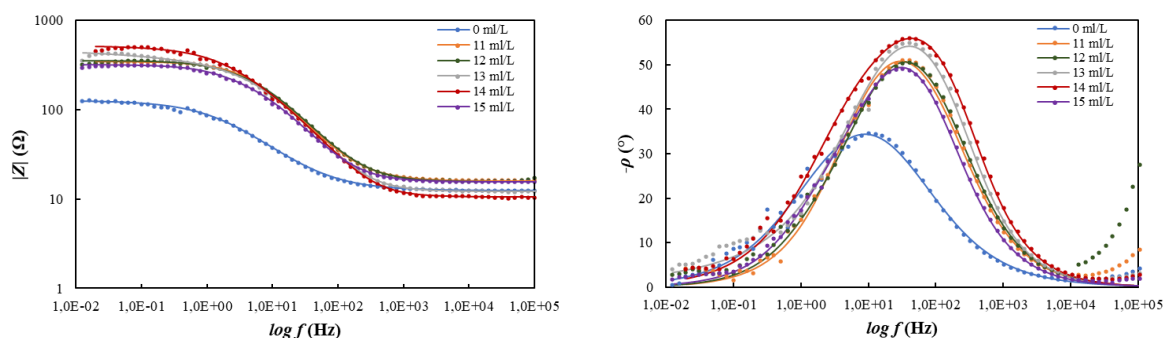 1000
100
10
1
|Z| (Ω)
0 ml/L
11 ml/L
12 ml/L
13 ml/L
14 ml/L
15 ml/L
1,0E-02 1,0E-01 1,0E+00 1,0E+01 1,0E+02 1,0E+03 1,0E+04 1,0E+05
log f (Hz)
60
50
40
30
20
10
0
-ρ (°)
0 ml/L
11 ml/L
12 ml/L
13 ml/L
14 ml/L
15 ml/L
1,0E-02 1,0E-01 1,0E+00 1,0E+01 1,0E+02 1,0E+03 1,0E+04 1,0E+05
log f (Hz)